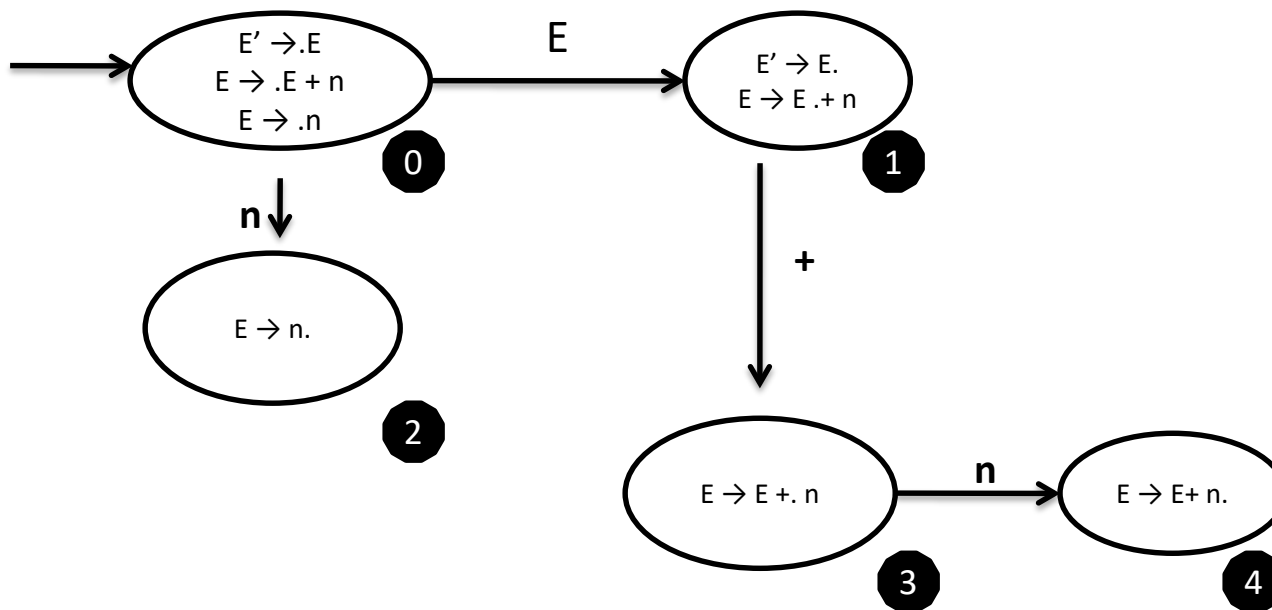 E’ → .E
E → .E + n
E → .n
0
E
E’ → E.
E → E .+ n
1
n
+
E → n.
2
E → E +. n
3
n
E → E+ n.
4